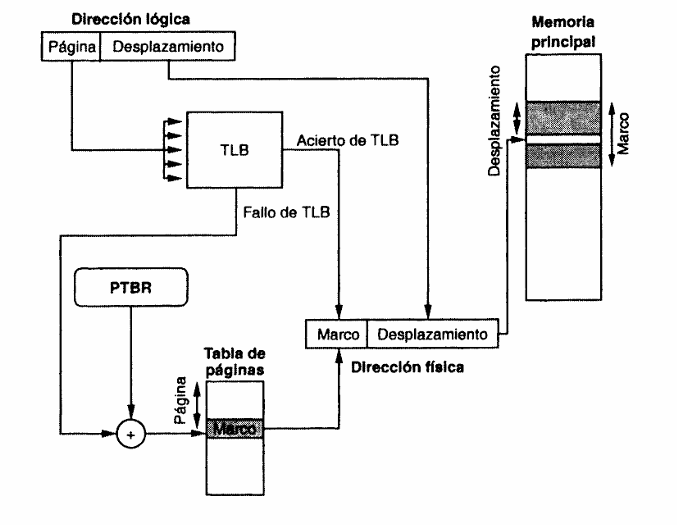 Dirección lógica
Página
Desplazamiento
Memoria
principal
TLB
Acierto de TLB
Fallo de TLB
Desplazamiento
Marco
PTBR
Marco
Desplazamiento
Dirección física
Tabla de
páginas
Página
Marco
+